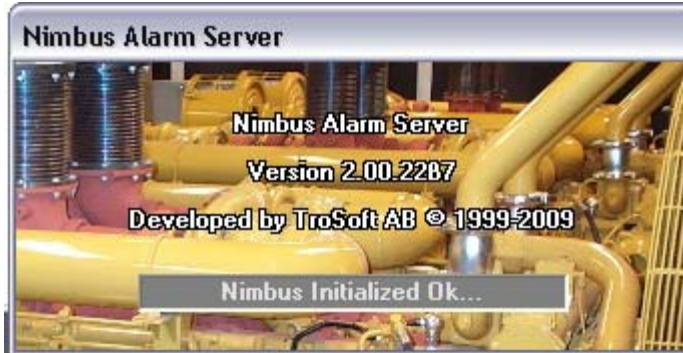 Nimbus Alarm Server
Nimbus Alarm Server
Version 2.00.2287
Developed by TroSoft AB © 1999-2009
Nimbus Initialized Ok...